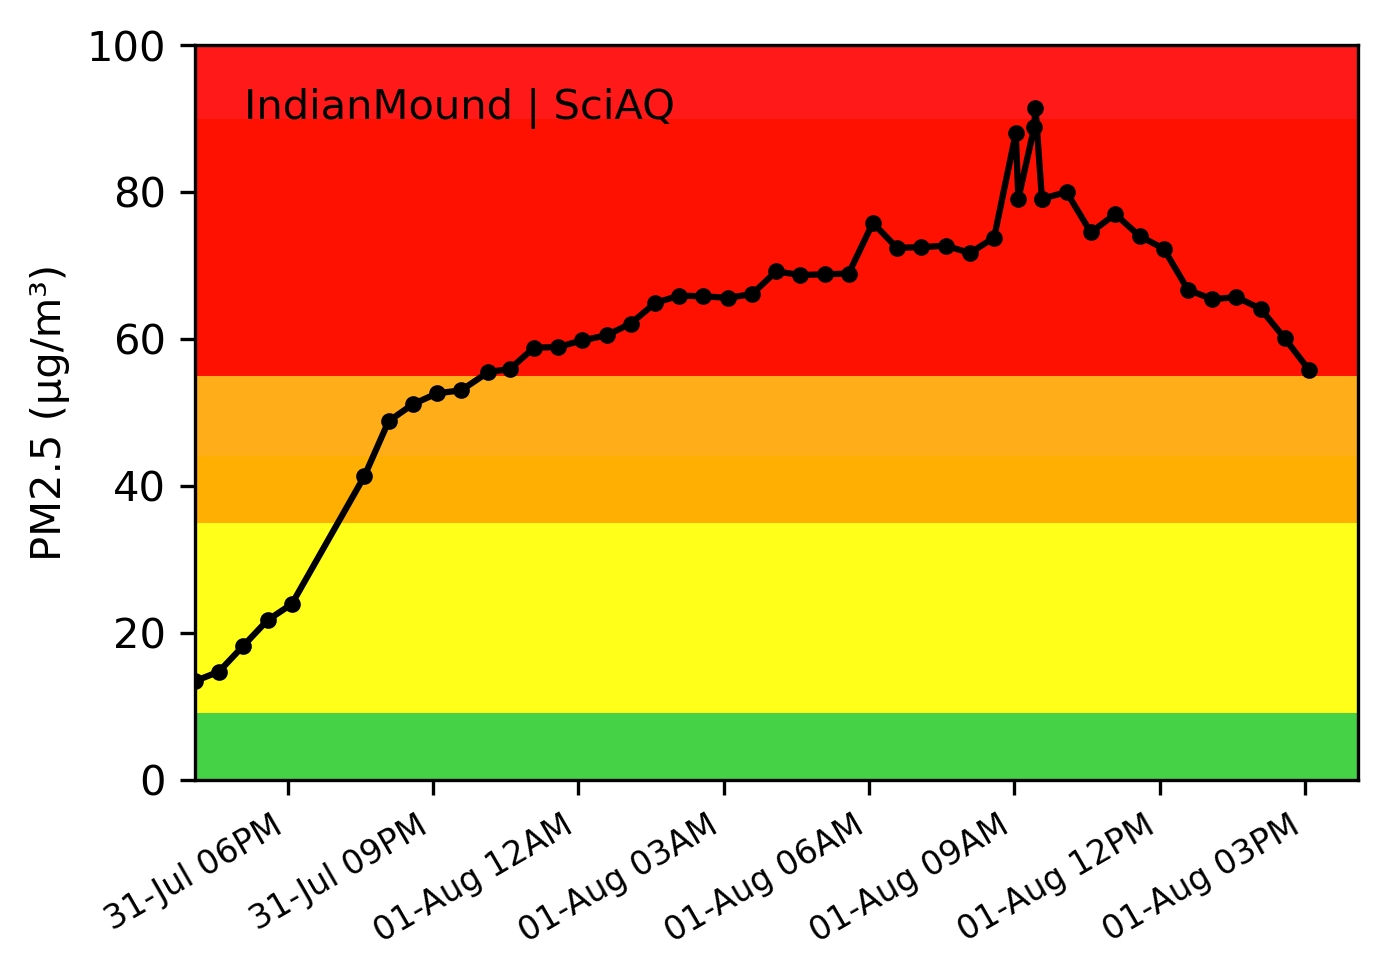 IndianMound | SciAQ
PM2.5 (µg/m³)
100
80
60
40
20
0
31-Jul 06PM
31-Jul 09PM
01-Aug 12AM
01-Aug 03AM
01-Aug 06AM
01-Aug 09AM
01-Aug 12PM
01-Aug 03PM